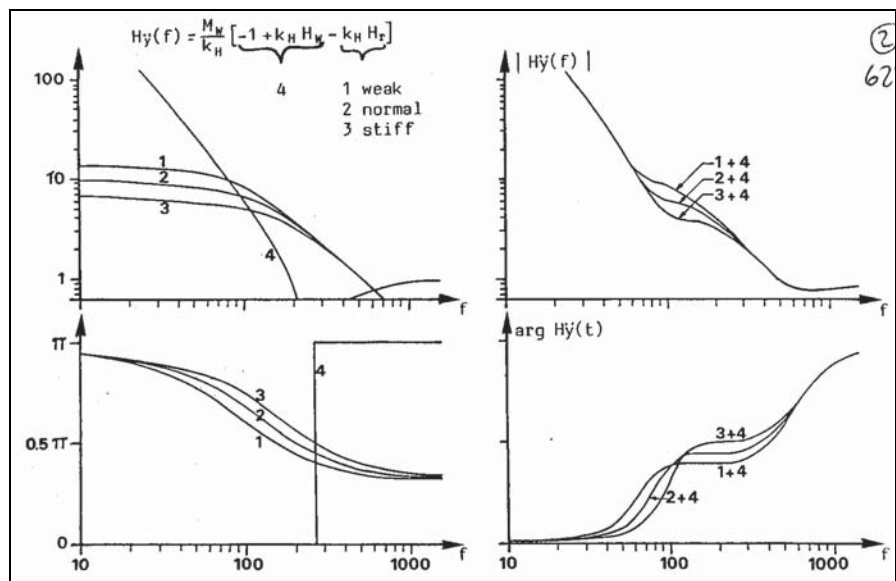 Hÿ(f) = M_W/k_H [-1 + k_H H_W - k_H H_r]
4
1 weak
2 normal
3 stiff
100
10
1
1
2
3
4
f
| Hÿ(f) |
2
62
1+4
2+4
3+4
f
π
0.5π
0
3
2
1
4
10
100
1000
f
arg Hÿ(t)
3+4
1+4
2+4
10
100
1000
f